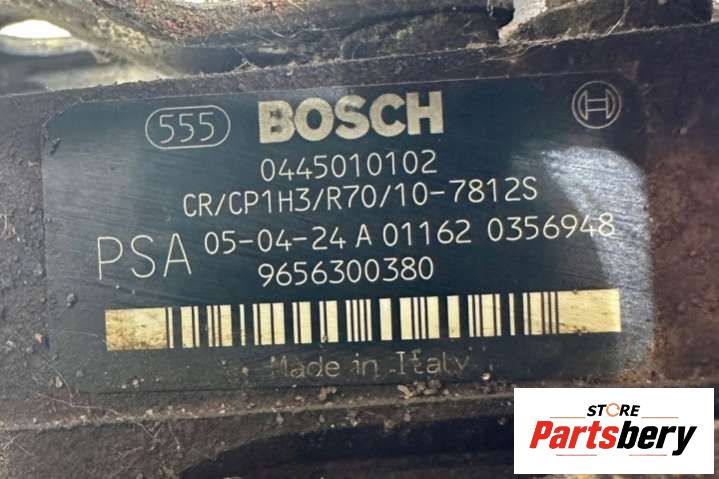 555 BOSCH
0445010102
CR/CP1H3/R70/10-7812S
PSA 05-04-24 A 01162 0356948
9656300380
Made in Italy
STORE
Partsbery